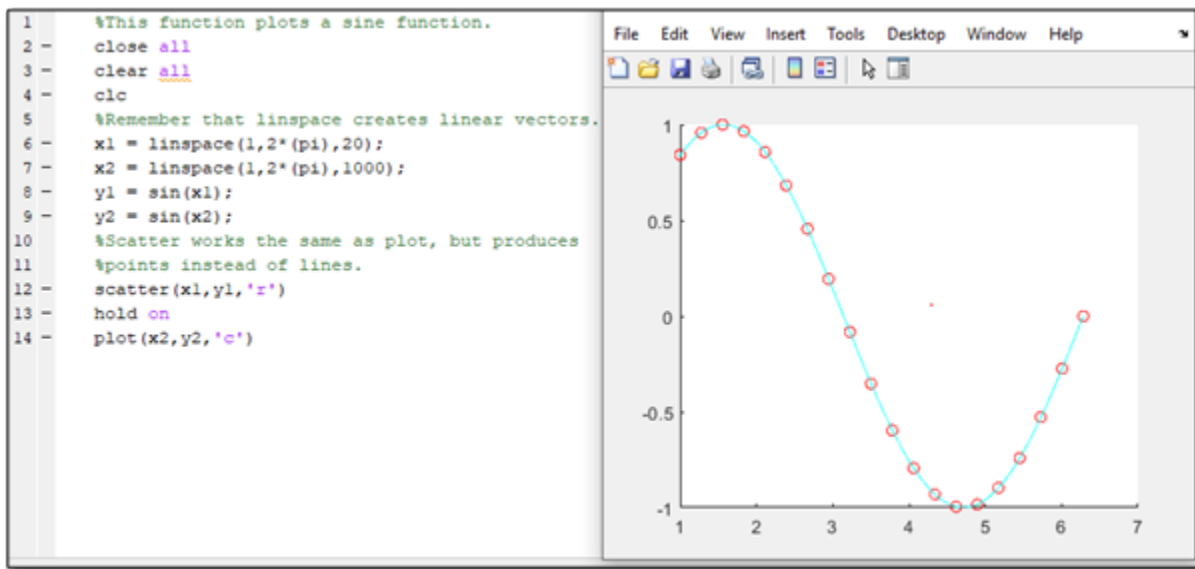 1 %This function plots a sine function.
2 - close all
3 - clear all
4 - clc
5 %Remember that linspace creates linear vectors.
6 - x1 = linspace(1,2*(pi),20);
7 - x2 = linspace(1,2*(pi),1000);
8 - y1 = sin(x1);
9 - y2 = sin(x2);
10 %Scatter works the same as plot, but produces
11 %points instead of lines.
12 - scatter(x1,y1,'r')
13 - hold on
14 - plot(x2,y2,'c')
File Edit View Insert Tools Desktop Window Help
1
0.5
0
-0.5
-1
1 2 3 4 5 6 7